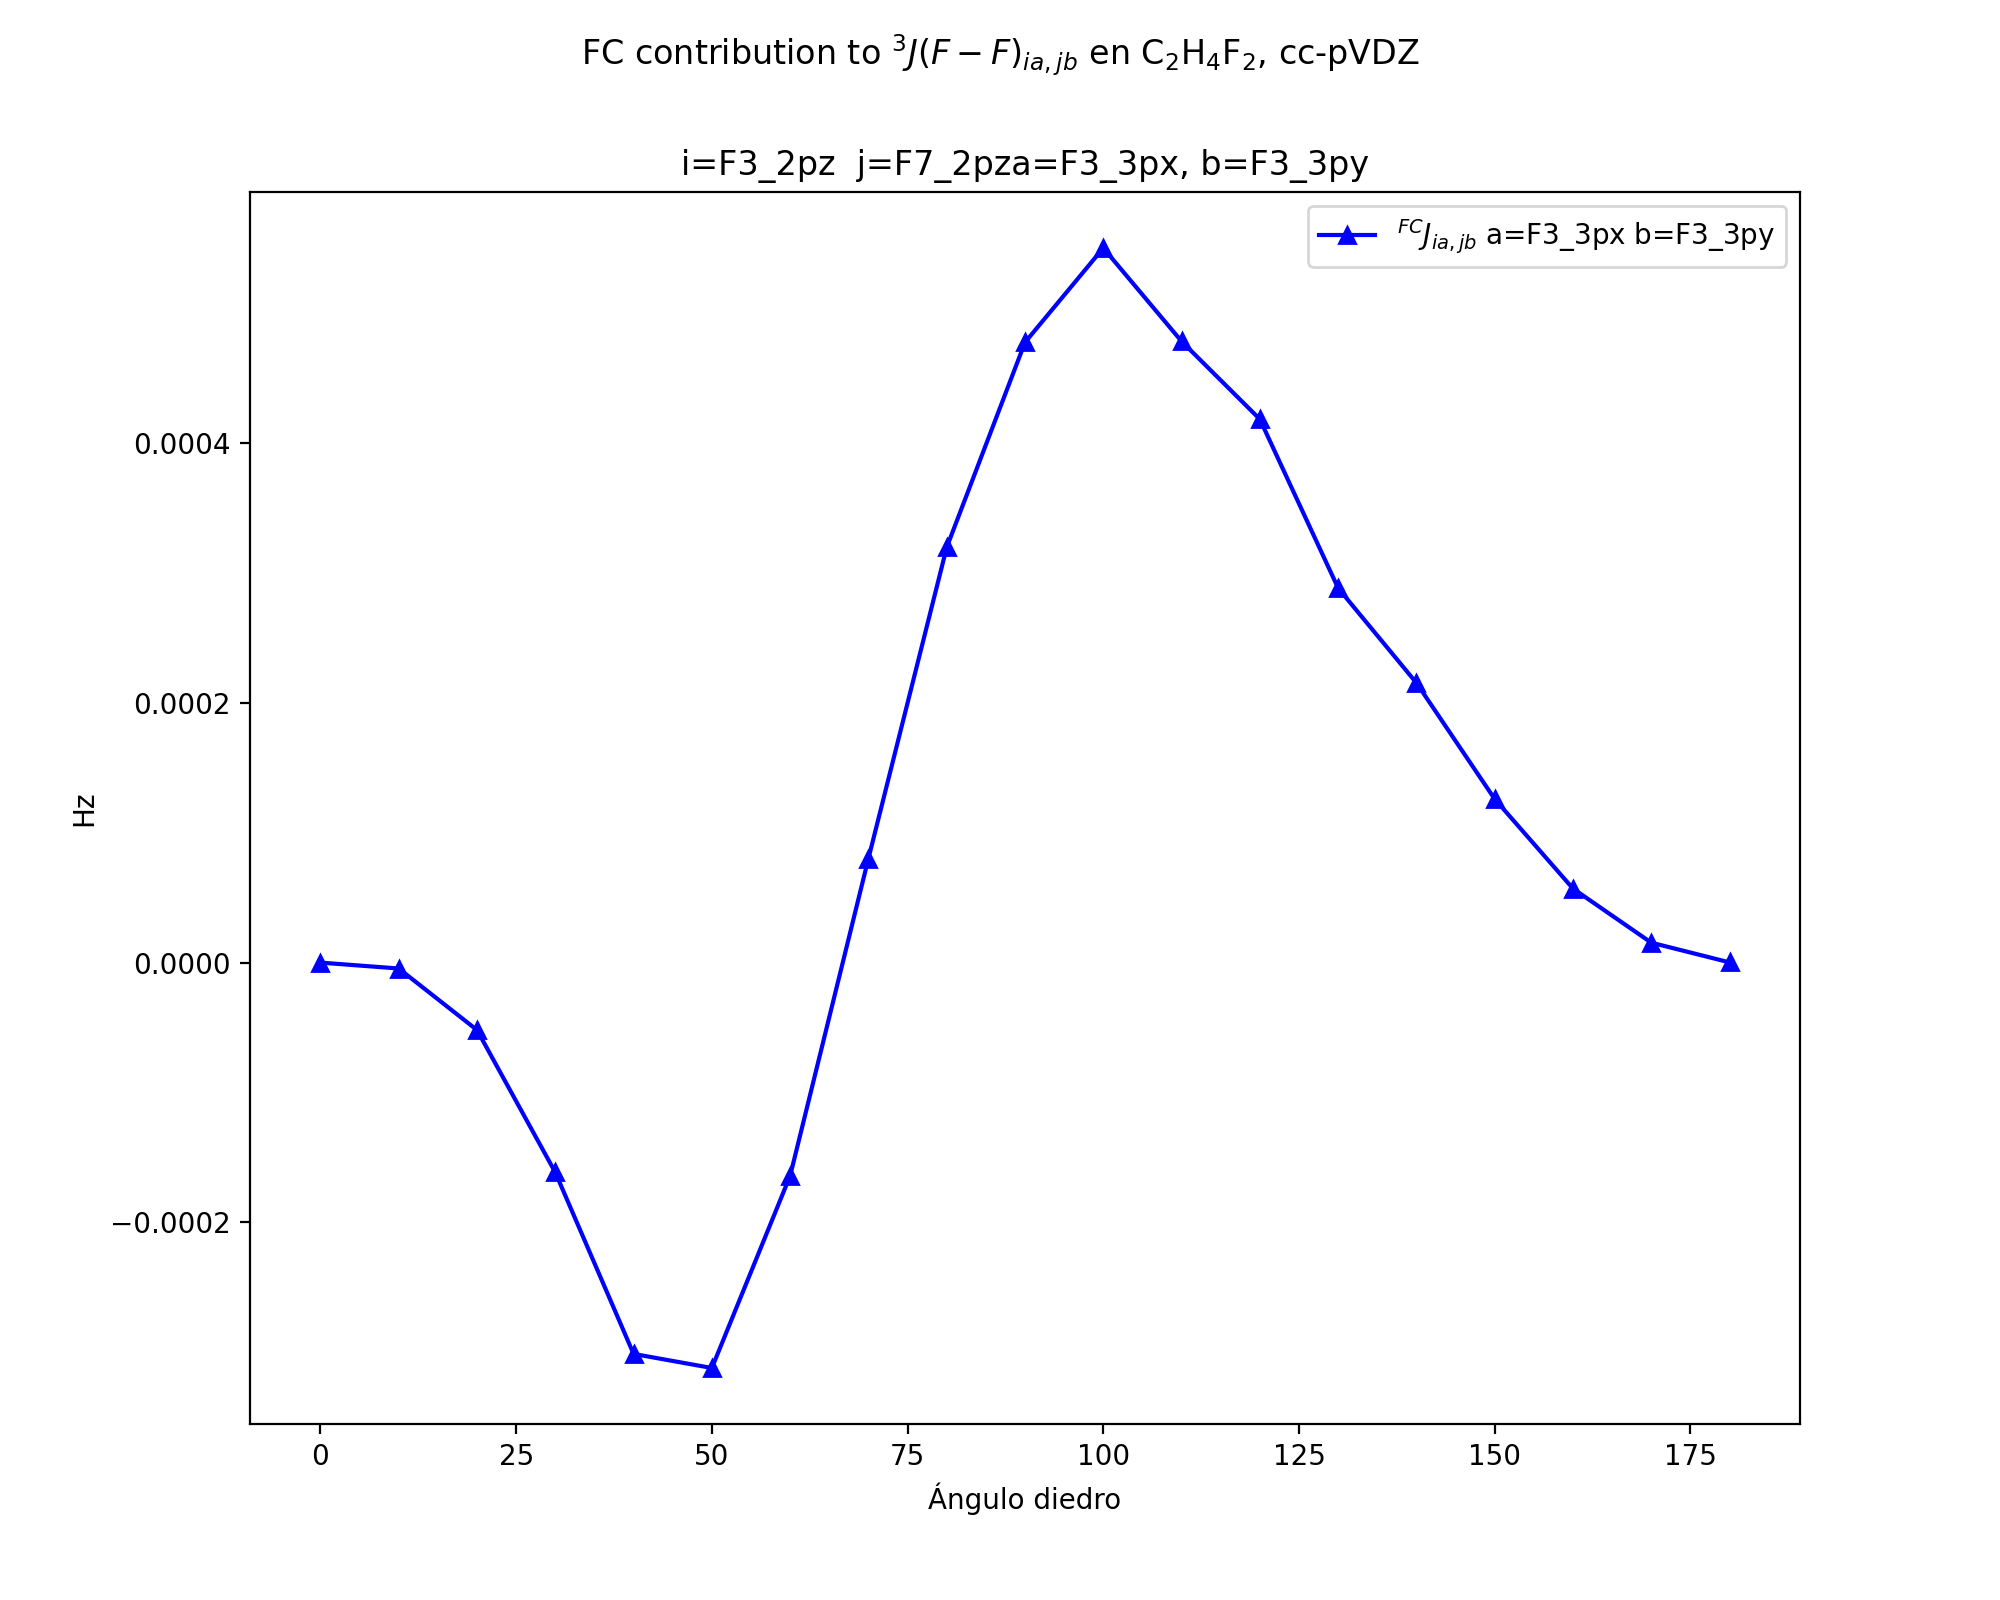 FC contribution to ³J(F − F)ᵢₐ,ⱼb en C₂H₄F₂, cc-pVDZ
i=F3_2pz  j=F7_2pza=F3_3px, b=F3_3py
ᶠᶜJᵢₐ,ⱼb a=F3_3px b=F3_3py
0.0004
0.0002
0.0000
−0.0002
Hz
0 25 50 75 100 125 150 175
Ángulo diedro